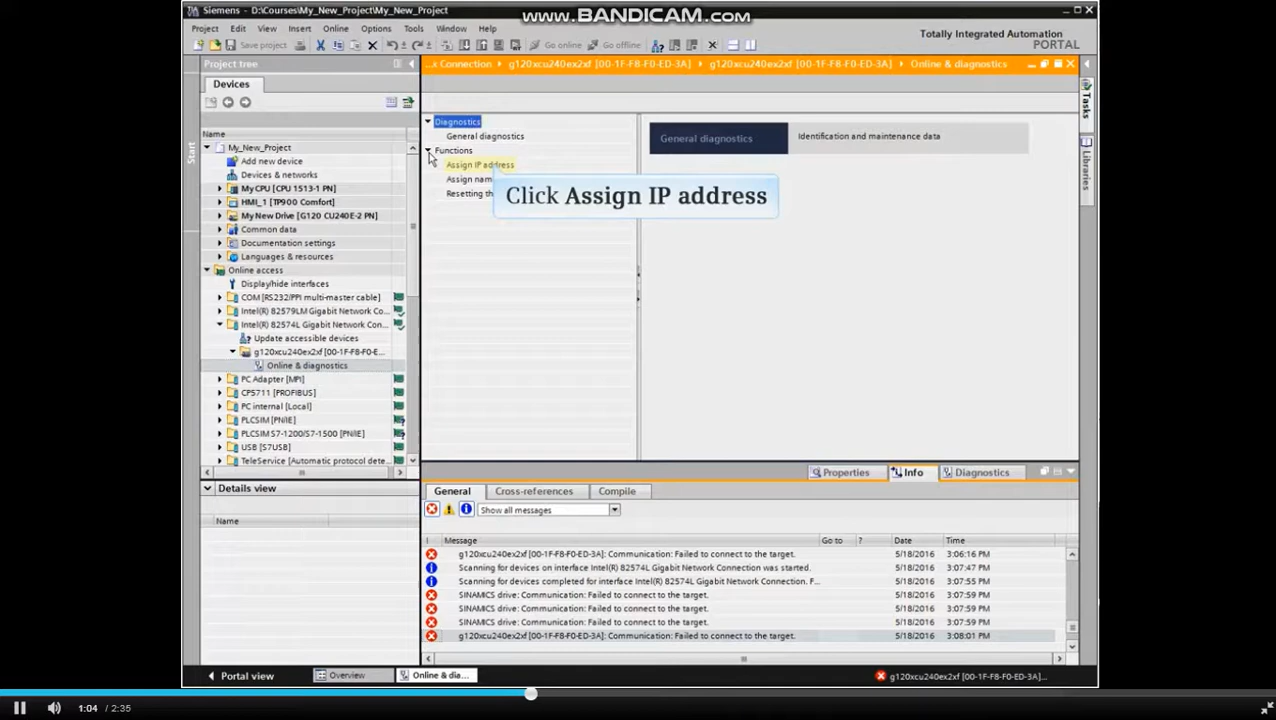 Siemens - D:\Courses\My_New_Project\My_New_Project
www.BANDICAM.com
Project Edit View Insert Online Options Tools Window Help
Totally Integrated Automation
PORTAL
Save project
Go online
Go offline
Project tree
...k Connection
g120xcu240ex2xf [00-1F-F8-F0-ED-3A]
g120xcu240ex2xf [00-1F-F8-F0-ED-3A]
Online & diagnostics
Devices
Name
My_New_Project
Add new device
Devices & networks
My CPU [CPU 1513-1 PN]
HMI_1 [TP900 Comfort]
My New Drive [G120 CU240E-2 PN]
Common data
Documentation settings
Languages & resources
Online access
Display/hide interfaces
COM [RS232/PPI multi-master cable]
Intel(R) 82579LM Gigabit Network Co...
Intel(R) 82574L Gigabit Network Con...
Update accessible devices
g120xcu240ex2xf [00-1F-F8-F0-E...
Online & diagnostics
PC Adapter [MPI]
CP5711 [PROFIBUS]
PC internal [Local]
PLCSIM [PN/IE]
PLCSIM S7-1200/S7-1500 [PN/IE]
USB [S7USB]
TeleService [Automatic protocol dete...
Details view
Name
Start
Diagnostics
General diagnostics
Functions
Assign IP address
Assign nam
Resetting th
Click Assign IP address
General diagnostics
Identification and maintenance data
Tasks
Libraries
Properties
Info
Diagnostics
General
Cross-references
Compile
Show all messages
! Message Go to ? Date Time
g120xcu240ex2xf [00-1F-F8-F0-ED-3A]: Communication: Failed to connect to the target. 5/18/2016 3:06:16 PM
Scanning for devices on interface Intel(R) 82574L Gigabit Network Connection was started. 5/18/2016 3:07:47 PM
Scanning for devices completed for interface Intel(R) 82574L Gigabit Network Connection. F... 5/18/2016 3:07:55 PM
SINAMICS drive: Communication: Failed to connect to the target. 5/18/2016 3:07:59 PM
SINAMICS drive: Communication: Failed to connect to the target. 5/18/2016 3:07:59 PM
SINAMICS drive: Communication: Failed to connect to the target. 5/18/2016 3:07:59 PM
g120xcu240ex2xf [00-1F-F8-F0-ED-3A]: Communication: Failed to connect to the target. 5/18/2016 3:08:01 PM
Portal view
Overview
Online & dia...
g120xcu240ex2xf [00-1F-F8-F0-ED-3A]...
1:04 / 2:35